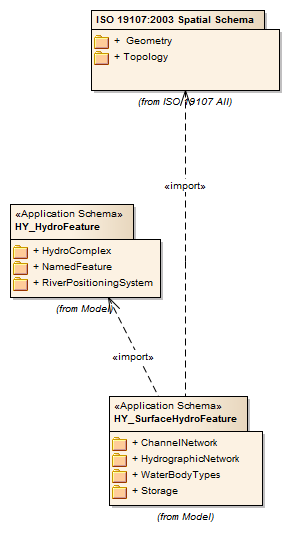 ISO 19107:2003 Spatial Schema
+ Geometry
+ Topology
(from ISO 19107 All)
«import»
«Application Schema»
HY_HydroFeature
+ HydroComplex
+ NamedFeature
+ RiverPositioningSystem
(from Model)
«import»
«Application Schema»
HY_SurfaceHydroFeature
+ ChannelNetwork
+ HydrographicNetwork
+ WaterBodyTypes
+ Storage
(from Model)